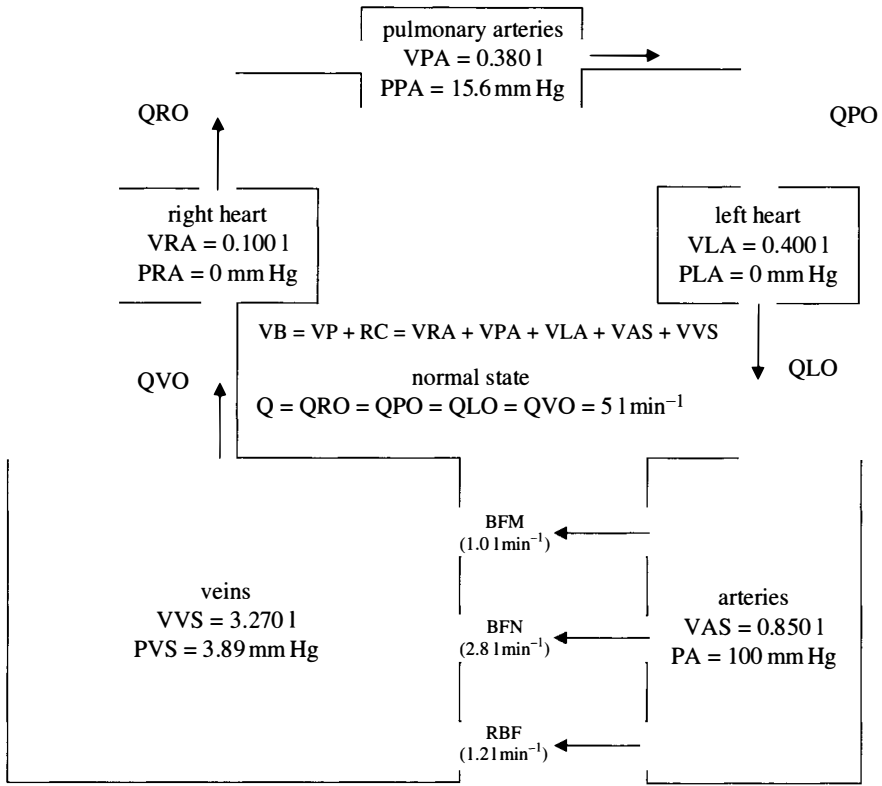 pulmonary arteries
VPA = 0.380 l
PPA = 15.6 mm Hg
QRO
QPO
right heart
VRA = 0.100 l
PRA = 0 mm Hg
left heart
VLA = 0.400 l
PLA = 0 mm Hg
VB = VP + RC = VRA + VPA + VLA + VAS + VVS
QVO
normal state
QLO
Q = QRO = QPO = QLO = QVO = 5 l min⁻¹
BFM
(1.0 l min⁻¹)
veins
VVS = 3.270 l
PVS = 3.89 mm Hg
BFN
(2.8 l min⁻¹)
arteries
VAS = 0.850 l
PA = 100 mm Hg
RBF
(1.2 l min⁻¹)